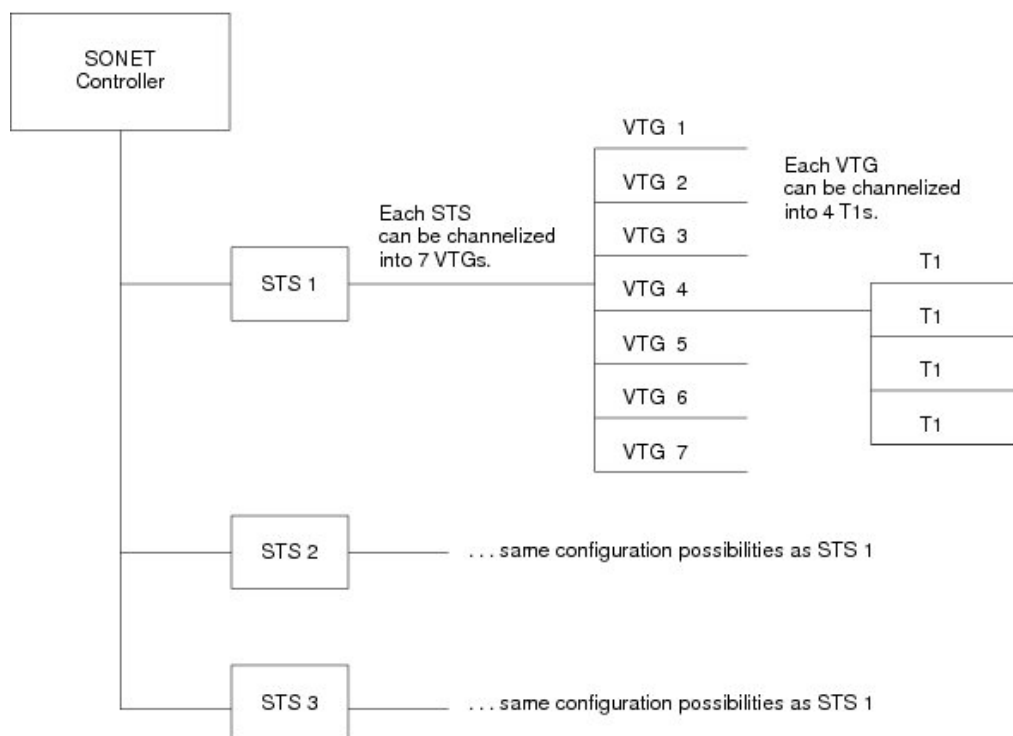 SONET
Controller
STS 1
Each STS
can be channelized
into 7 VTGs.
VTG 1
VTG 2
VTG 3
VTG 4
VTG 5
VTG 6
VTG 7
Each VTG
can be channelized
into 4 T1s.
T1
T1
T1
T1
STS 2
. . . same configuration possibilities as STS 1
STS 3
. . . same configuration possibilities as STS 1